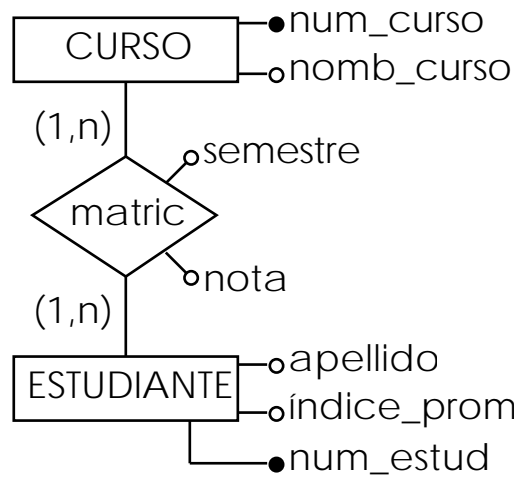 num_curso
CURSO
nomb_curso
(1,n)
semestre
matric
nota
(1,n)
apellido
ESTUDIANTE
índice_prom
num_estud